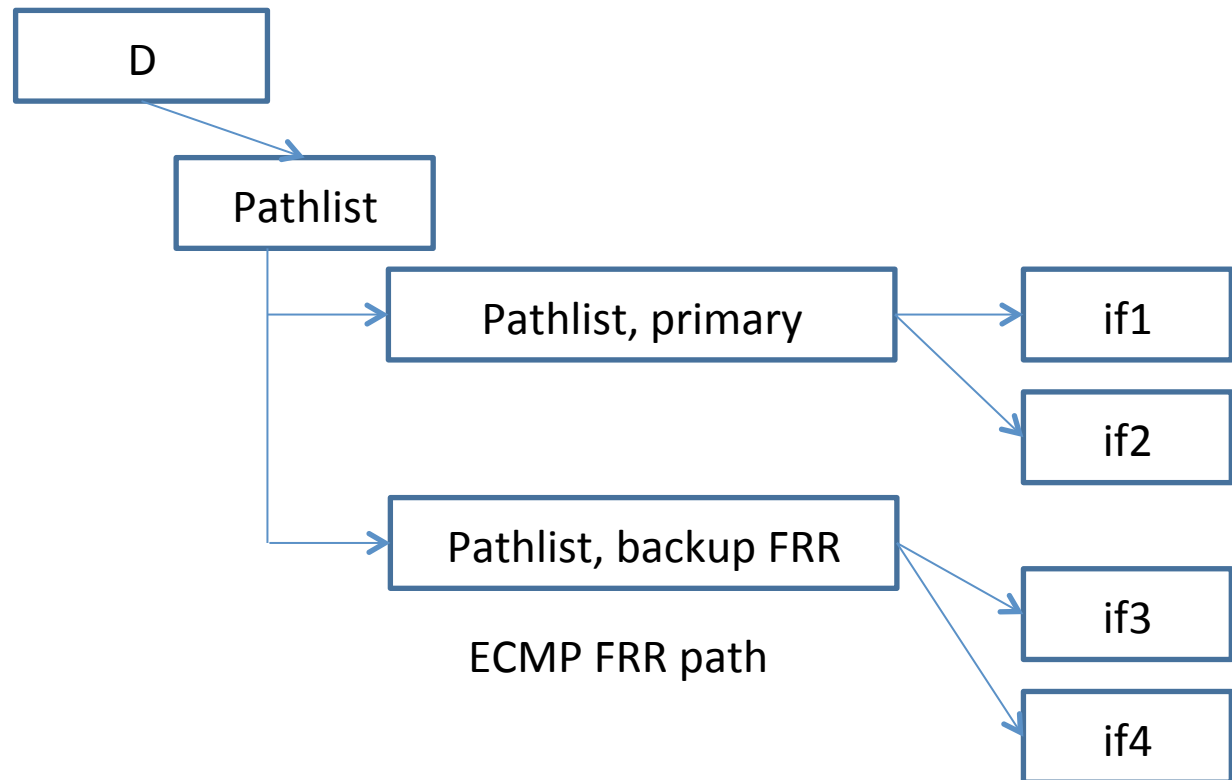 D
Pathlist
Pathlist, primary
if1
if2
Pathlist, backup FRR
if3
ECMP FRR path
if4